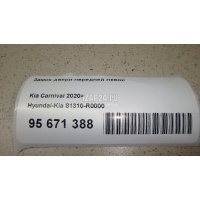 Замок двери передней левой
Kia Carnival 2020>
Hyundai-Kia 81310-R0000
95 671 388